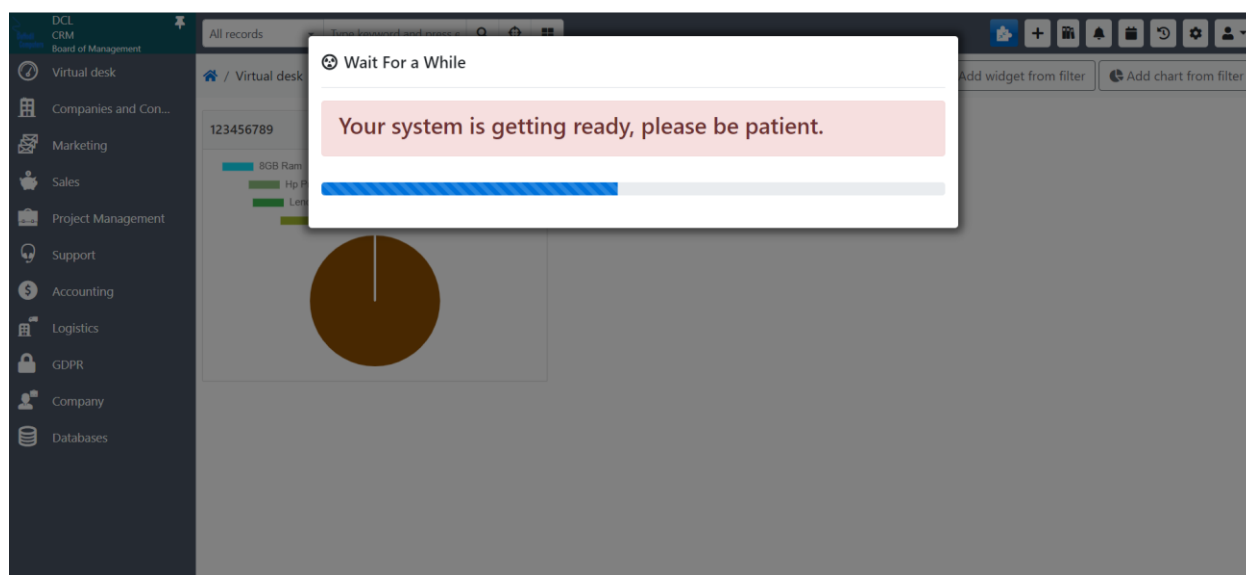 DCL
CRM
Board of Management
All records
Type keyword and press
Virtual desk
Companies and Con...
Marketing
Sales
Project Management
Support
Accounting
Logistics
GDPR
Company
Databases
/ Virtual desk
Add widget from filter
Add chart from filter
Wait For a While
Your system is getting ready, please be patient.
123456789
8GB Ram
Hp